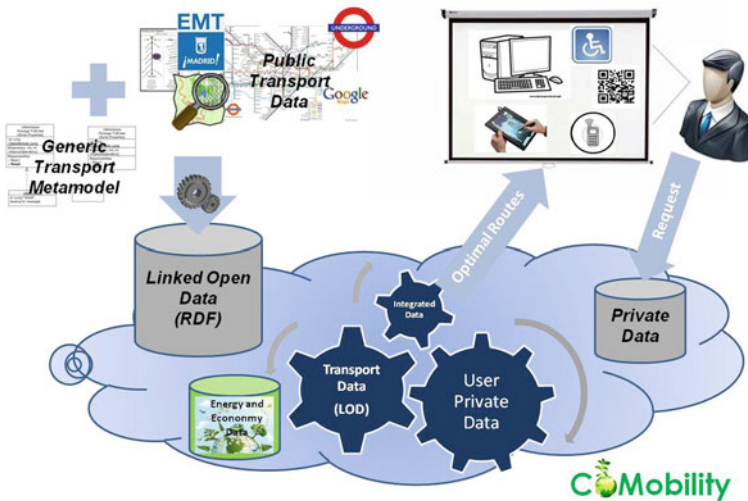 EMT
¡MADRID!
UNDERGROUND
Public
Transport
Data
Google
Generic
Transport
Metamodel
Linked Open
Data
(RDF)
Optimal Routes
Request
Integrated
Data
Private
Data
Transport
Data
(LOD)
User
Private
Data
Energy and
Econonmy
Data
CoMobility